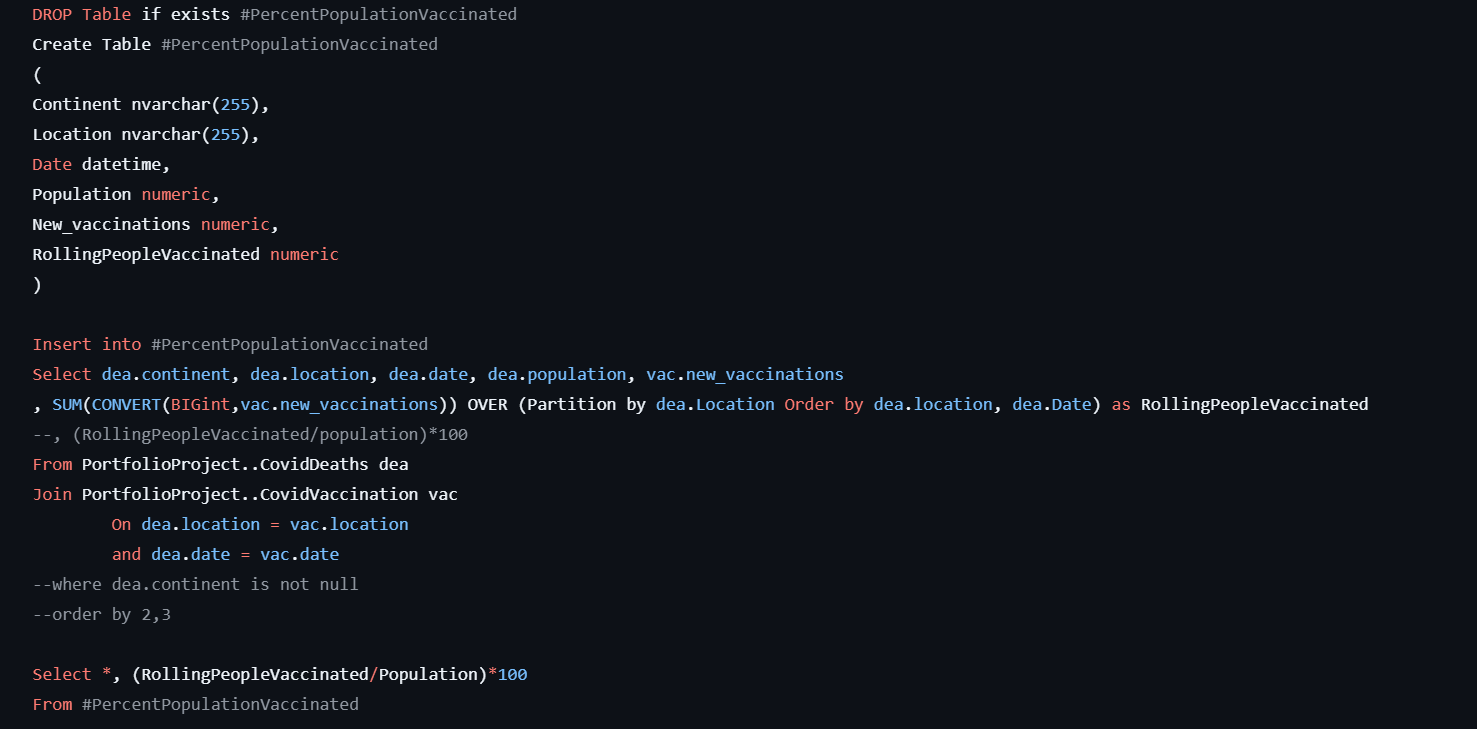 DROP Table if exists #PercentPopulationVaccinated
Create Table #PercentPopulationVaccinated
(
Continent nvarchar(255),
Location nvarchar(255),
Date datetime,
Population numeric,
New_vaccinations numeric,
RollingPeopleVaccinated numeric
)
Insert into #PercentPopulationVaccinated
Select dea.continent, dea.location, dea.date, dea.population, vac.new_vaccinations
, SUM(CONVERT(BIGint,vac.new_vaccinations)) OVER (Partition by dea.Location Order by dea.location, dea.Date) as RollingPeopleVaccinated
--, (RollingPeopleVaccinated/population)*100
From PortfolioProject..CovidDeaths dea
Join PortfolioProject..CovidVaccination vac
On dea.location = vac.location
and dea.date = vac.date
--where dea.continent is not null
--order by 2,3
Select *, (RollingPeopleVaccinated/Population)*100
From #PercentPopulationVaccinated